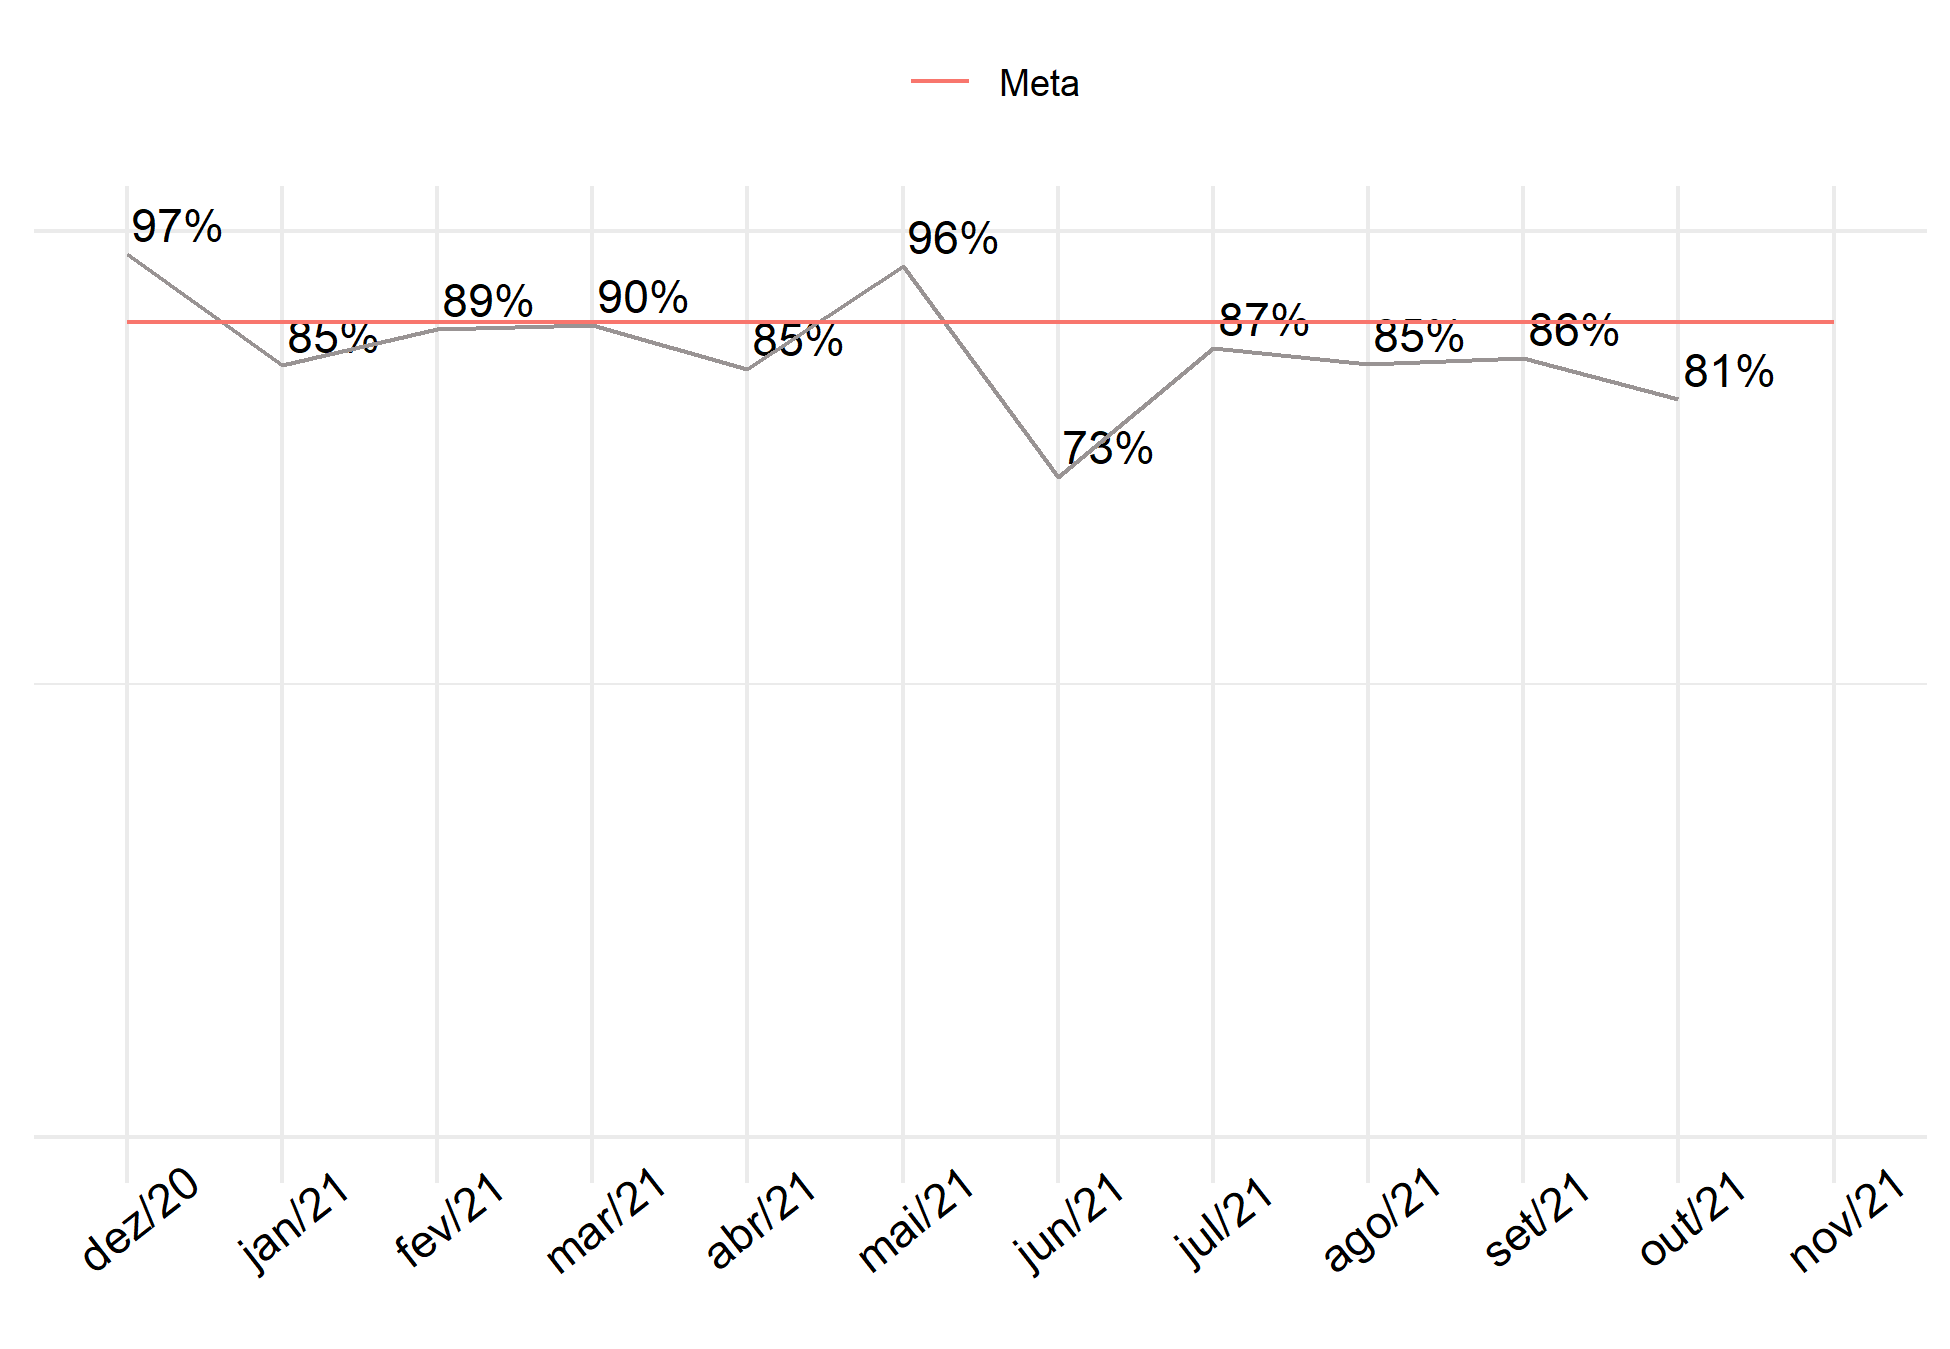 Meta
97%
85%
89%
90%
85%
96%
73%
87%
85%
86%
81%
dez/20
jan/21
fev/21
mar/21
abr/21
mai/21
jun/21
jul/21
ago/21
set/21
out/21
nov/21